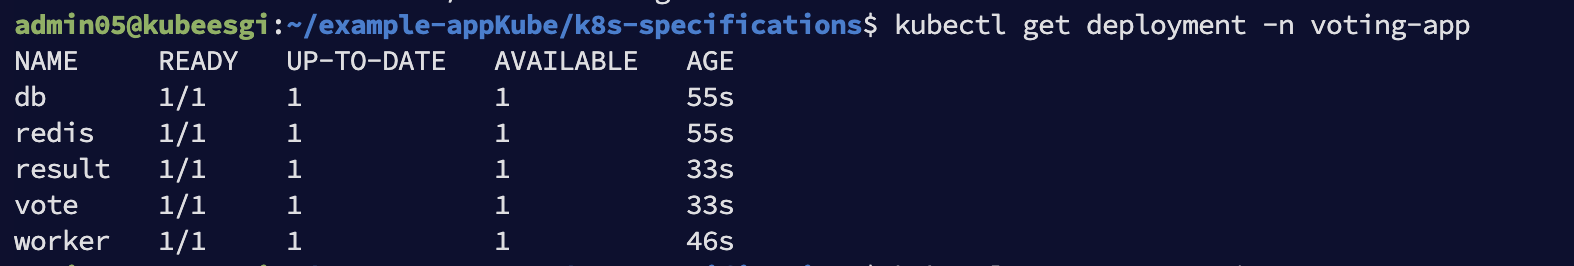 admin05@kubeesgi:~/example-appKube/k8s-specifications$ kubectl get deployment -n voting-app
NAME     READY   UP-TO-DATE   AVAILABLE   AGE
db       1/1     1            1           55s
redis    1/1     1            1           55s
result   1/1     1            1           33s
vote     1/1     1            1           33s
worker   1/1     1            1           46s